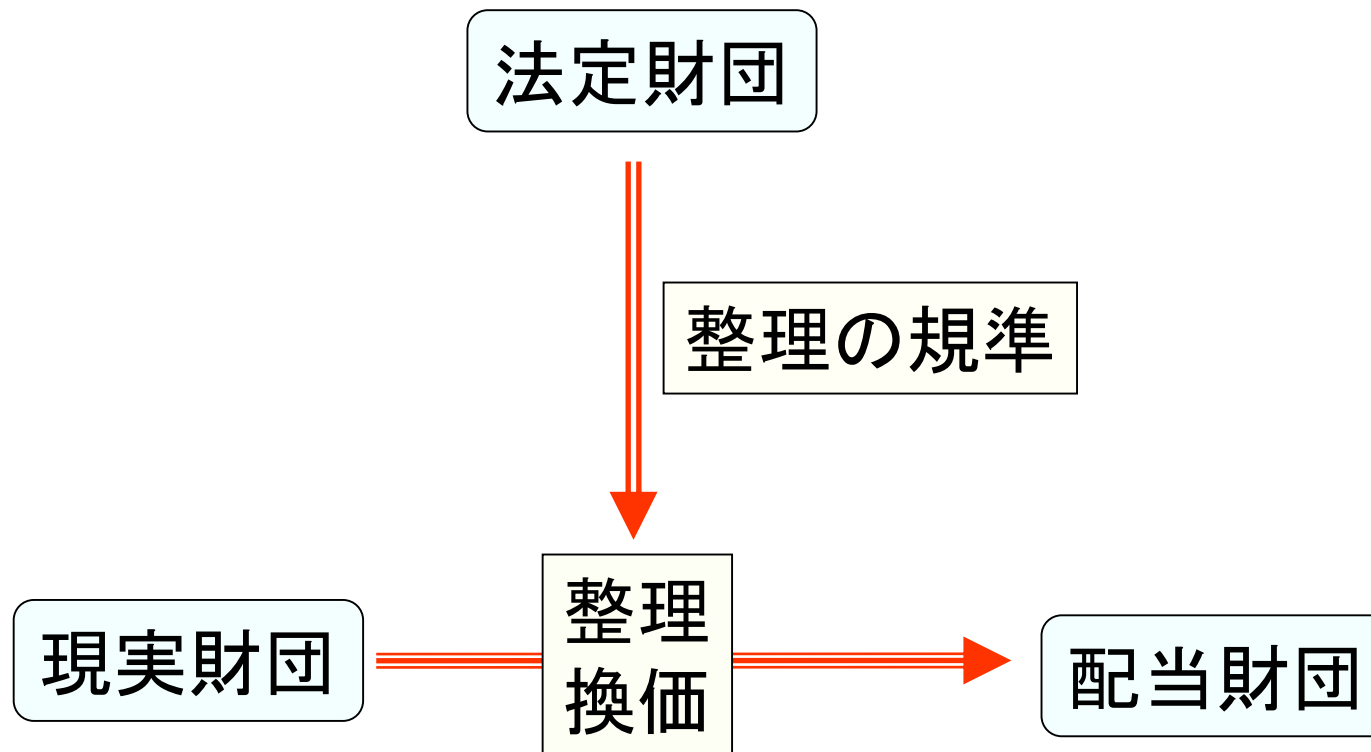 法定財団
整理の規準
整理
換価
現実財団
配当財団